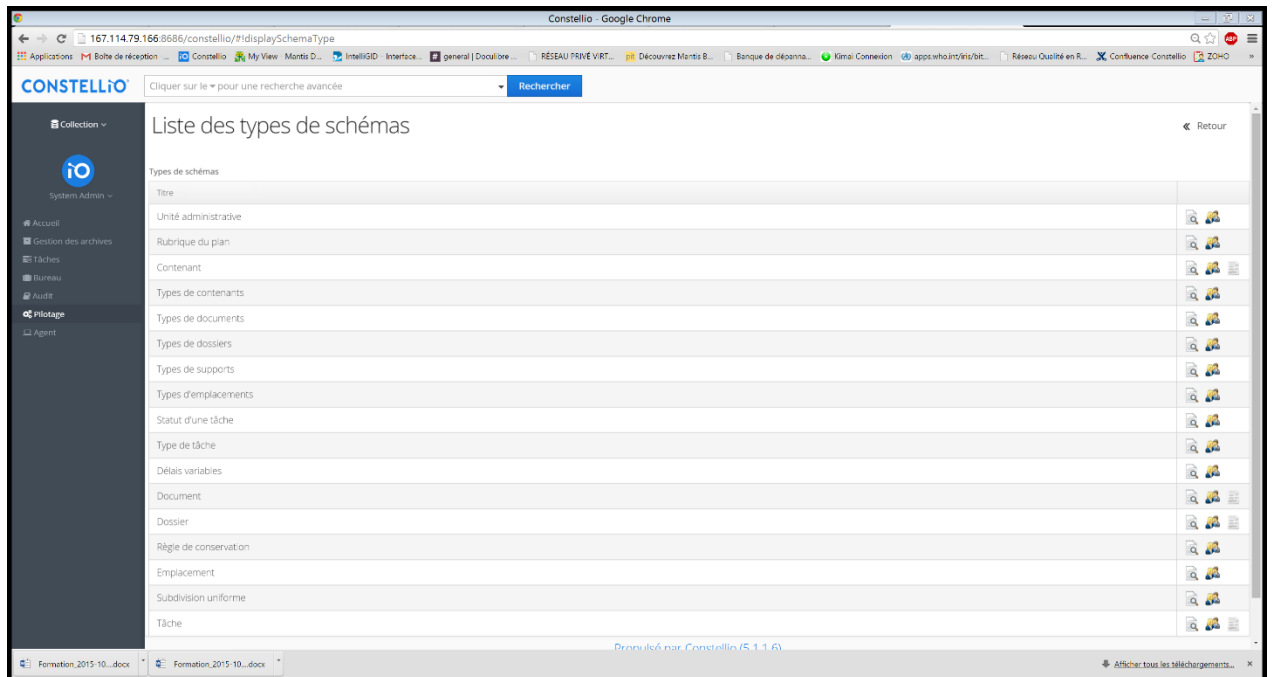 Constellio - Google Chrome
167.114.79.166:8686/constellio/#!displaySchemaType
ABP
Applications Boîte de réception ... Constellio My View - Mantis D... IntelliGID - Interface... general | Doculibre ... RÉSEAU PRIVÉ VIRT... pit Découvrez Mantis B... Banque de dépanna... Kimai Connexion apps.who.int/iris/bit... Réseau Qualité en R... Confluence Constellio ZOHO »
CONSTELLiO
Cliquer sur le ▾ pour une recherche avancée
Rechercher
Collection
iO
System Admin
Accueil
Gestion des archives
Tâches
Bureau
Audit
Pilotage
Agent
Liste des types de schémas
« Retour
Types de schémas
Titre
Unité administrative
Rubrique du plan
Contenant
Types de contenants
Types de documents
Types de dossiers
Types de supports
Types d'emplacements
Statut d'une tâche
Type de tâche
Délais variables
Document
Dossier
Règle de conservation
Emplacement
Subdivision uniforme
Tâche
Propulsé par Constellio (5.1.1.6)
Formation_2015-10...docx
Formation_2015-10...docx
Afficher tous les téléchargements...